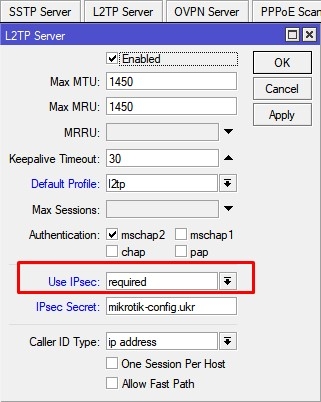 SSTP Server L2TP Server OVPN Server PPPoE Scan
L2TP Server
Enabled
OK
Max MTU: 1450
Cancel
Max MRU: 1450
Apply
MRRU:
Keepalive Timeout: 30
Default Profile: l2tp
Max Sessions:
Authentication: mschap2 mschap1
chap pap
Use IPsec: required
IPsec Secret: mikrotik-config.ukr
Caller ID Type: ip address
One Session Per Host
Allow Fast Path